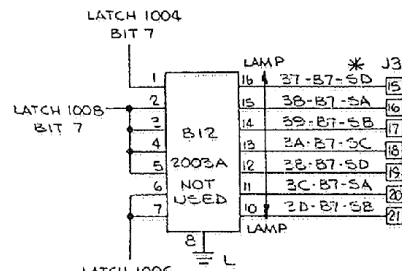 LATCH 1004
BIT 7
LATCH 1008
BIT 7
LATCH 1006
1
2
3
4
5
6
7
8
B12
2003A
NOT
USED
L
LAMP
* J3
16 37-B7-SD 15
15 38-B7-SA 16
14 39-B7-SB 17
13 3A-B7-SC 18
12 3B-B7-SD 19
11 3C-B7-SA 20
10 3D-B7-SB 21
LAMP